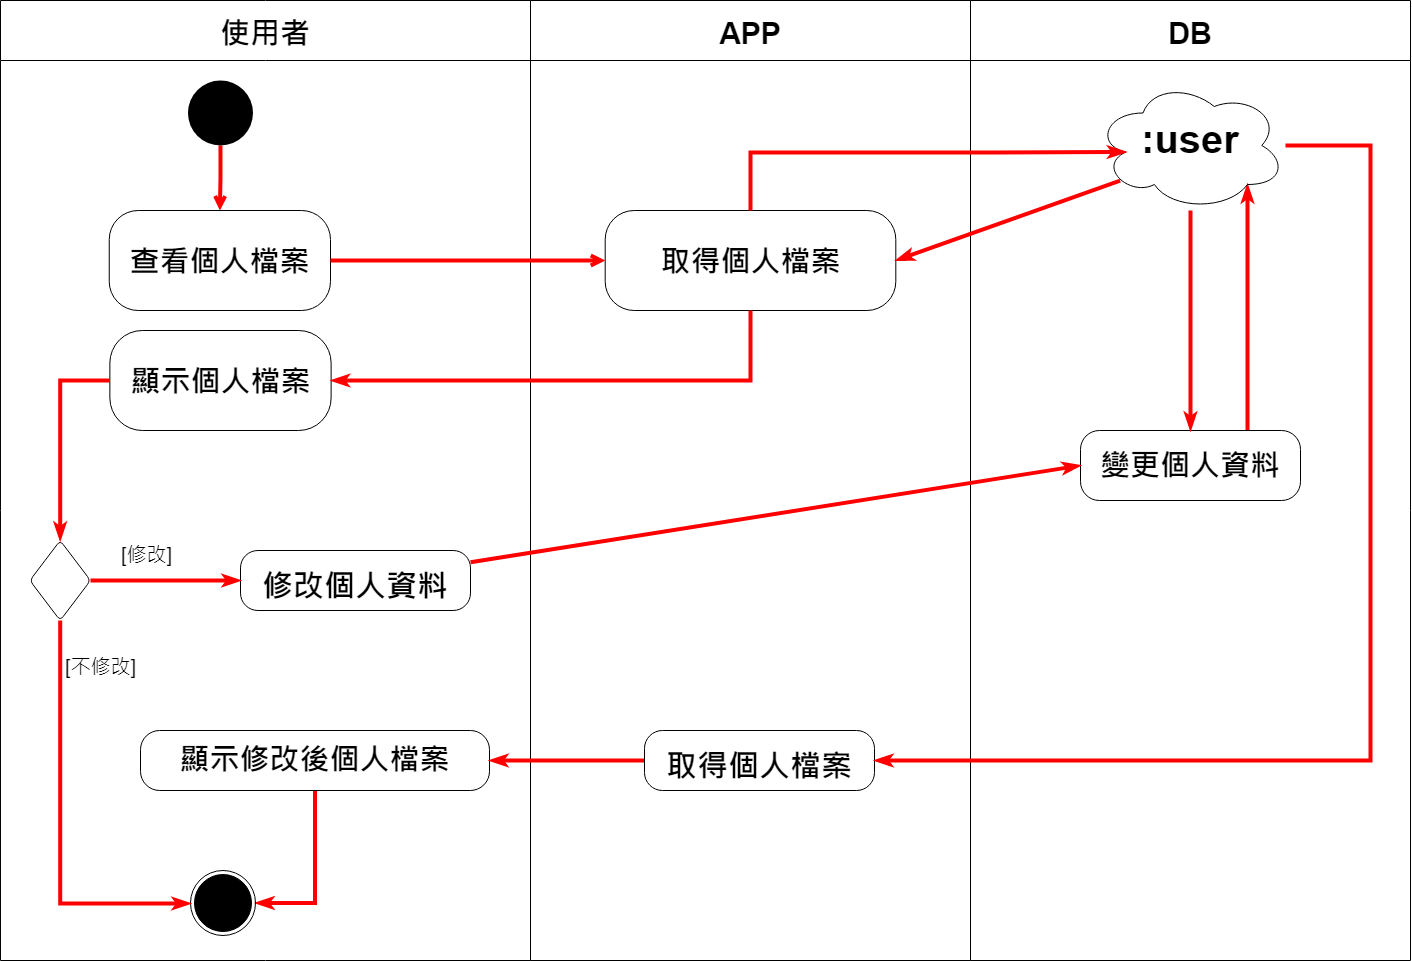 使用者
APP
DB
:user
查看個人檔案
取得個人檔案
顯示個人檔案
變更個人資料
[修改]
修改個人資料
[不修改]
顯示修改後個人檔案
取得個人檔案